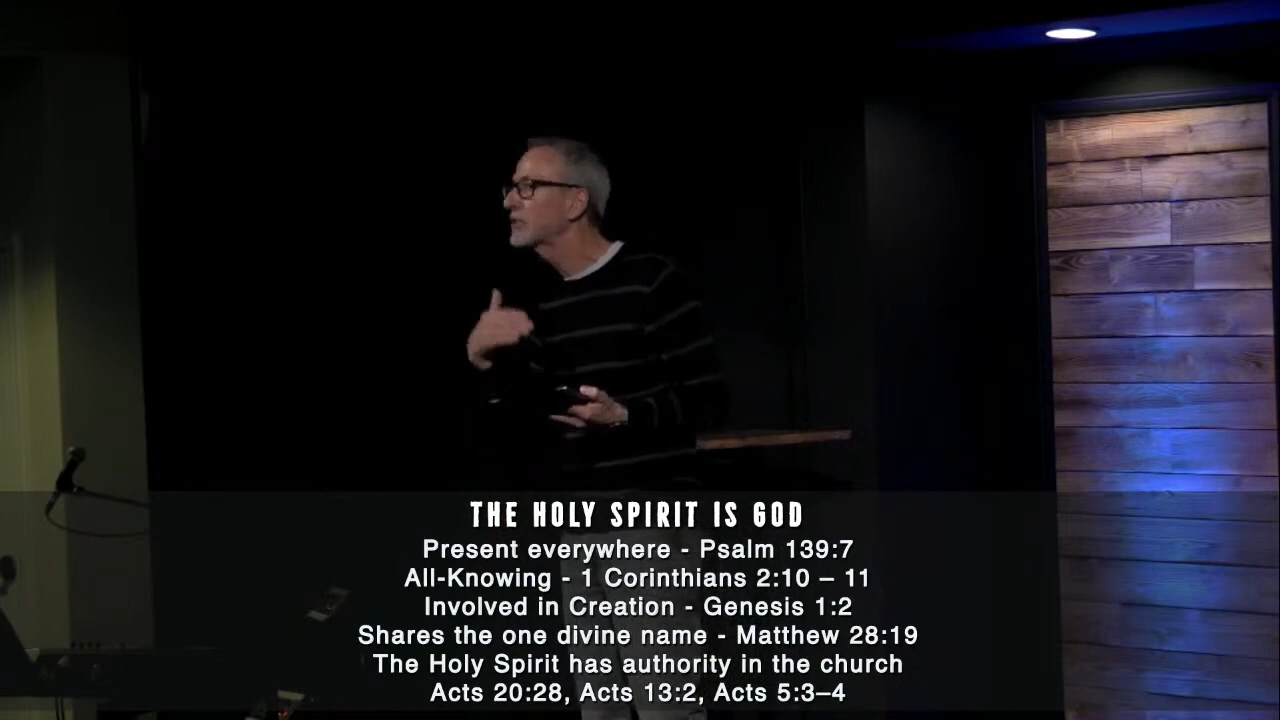 THE HOLY SPIRIT IS GOD
Present everywhere - Psalm 139:7
All-Knowing - 1 Corinthians 2:10 – 11
Involved in Creation - Genesis 1:2
Shares the one divine name - Matthew 28:19
The Holy Spirit has authority in the church
Acts 20:28, Acts 13:2, Acts 5:3–4